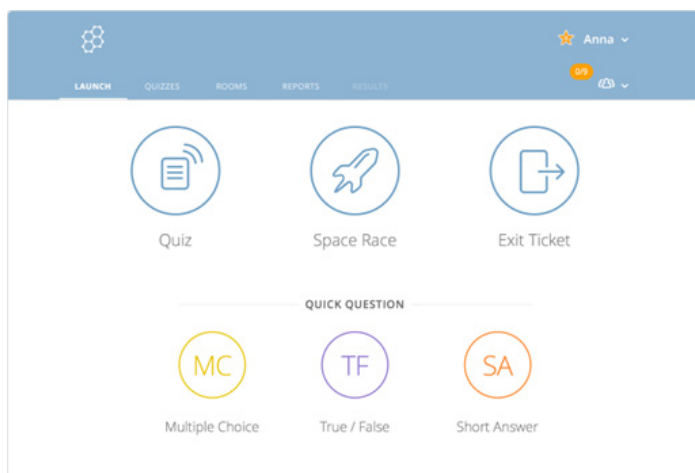 Anna
0/9
LAUNCH QUIZZES ROOMS REPORTS RESULTS
Quiz Space Race Exit Ticket
QUICK QUESTION
MC TF SA
Multiple Choice True / False Short Answer